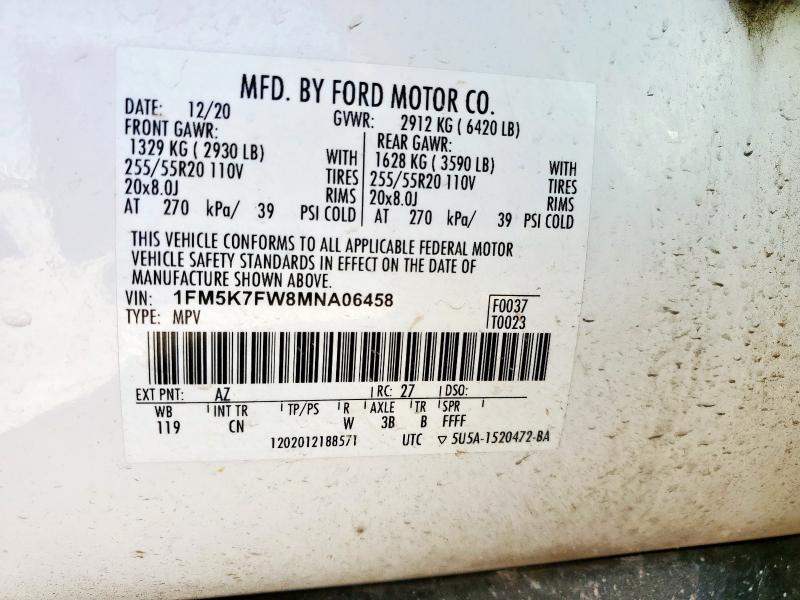 MFD. BY FORD MOTOR CO.
DATE: 12/20 GVWR: 2912 KG ( 6420 LB)
FRONT GAWR: REAR GAWR:
1329 KG ( 2930 LB) WITH 1628 KG ( 3590 LB) WITH
255/55R20 110V TIRES 255/55R20 110V TIRES
20x8.0J RIMS 20x8.0J RIMS
AT 270 kPa/ 39 PSI COLD AT 270 kPa/ 39 PSI COLD
THIS VEHICLE CONFORMS TO ALL APPLICABLE FEDERAL MOTOR
VEHICLE SAFETY STANDARDS IN EFFECT ON THE DATE OF
MANUFACTURE SHOWN ABOVE.
VIN: 1FM5K7FW8MNA06458 F0037
TYPE: MPV T0023
EXT PNT: AZ RC: 27 DSO:
WB INT TR TP/PS R AXLE TR SPR
119 CN W 3B B FFFF
1202012188571 UTC ▽ 5U5A-1520472-BA